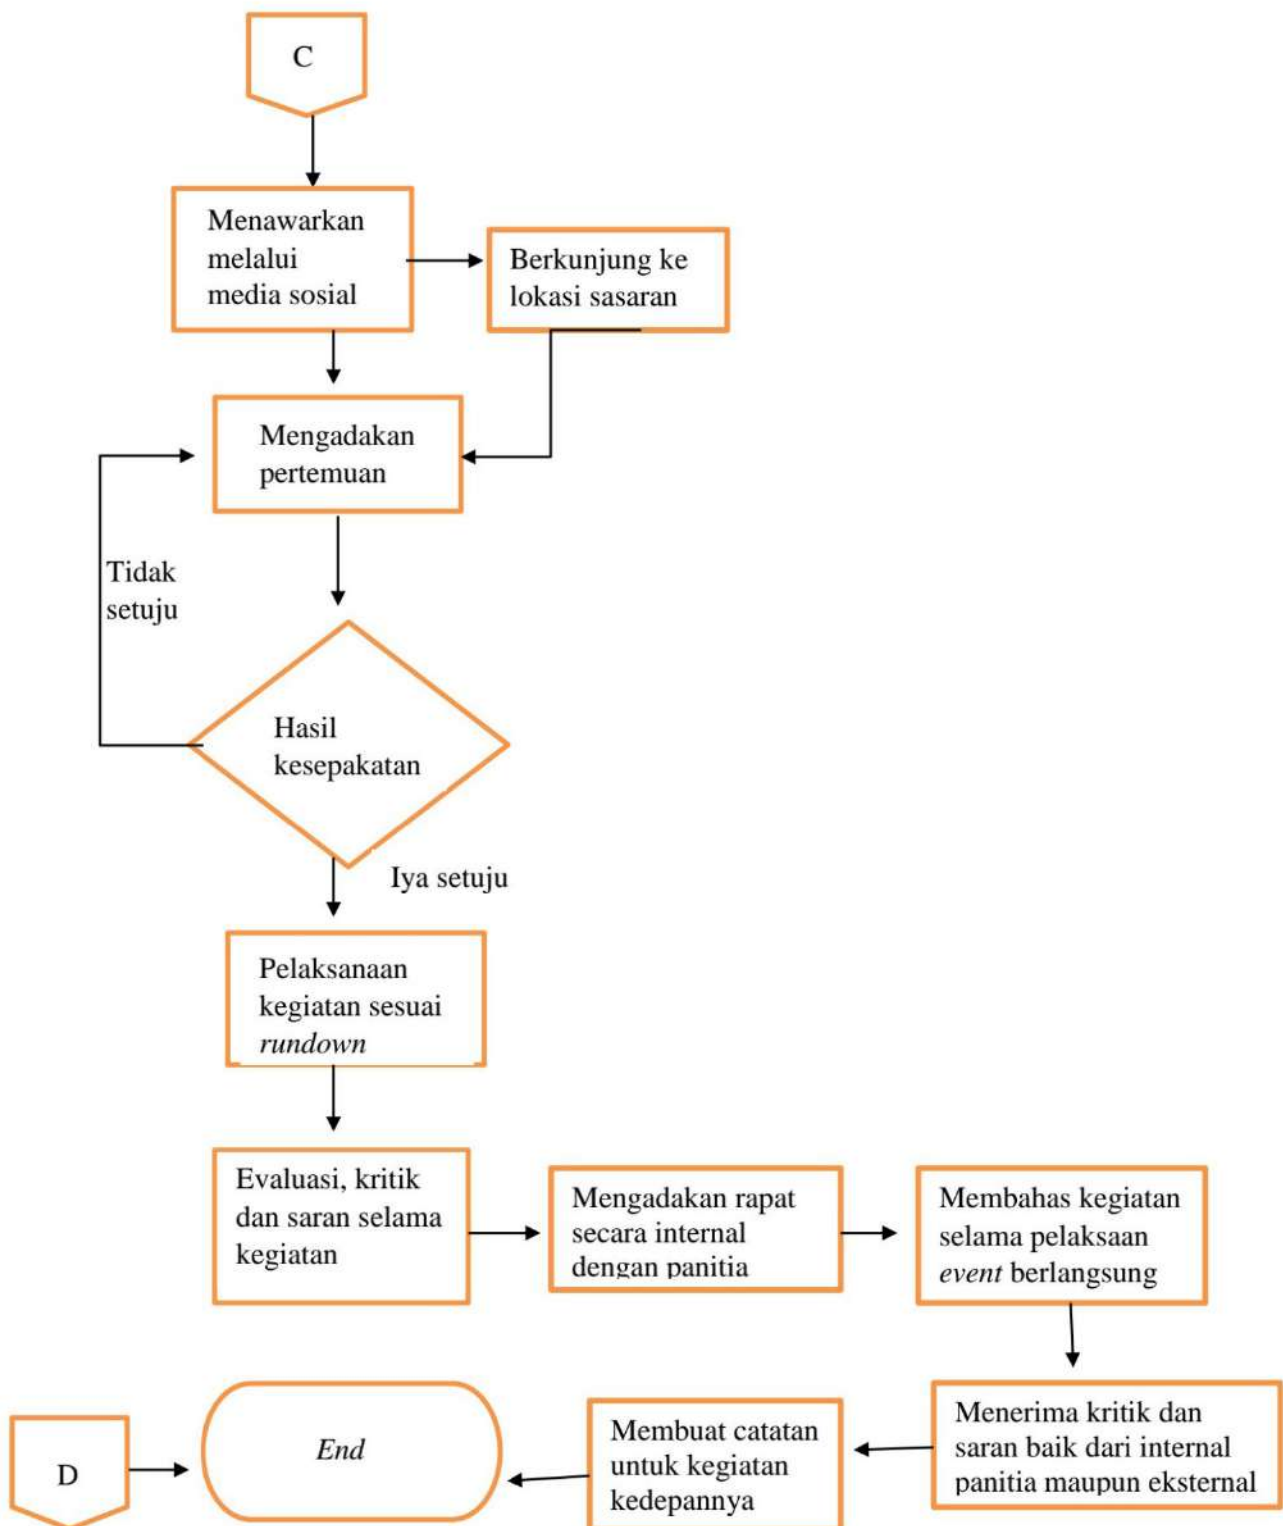 C
Menawarkan
melalui
media sosial
Berkunjung ke
lokasi sasaran
Mengadakan
pertemuan
Tidak
setuju
Hasil
kesepakatan
Iya setuju
Pelaksanaan
kegiatan sesuai
rundown
Evaluasi, kritik
dan saran selama
kegiatan
Mengadakan rapat
secara internal
dengan panitia
Membahas kegiatan
selama pelaksaan
event berlangsung
Menerima kritik dan
saran baik dari internal
panitia maupun eksternal
Membuat catatan
untuk kegiatan
kedepannya
End
D